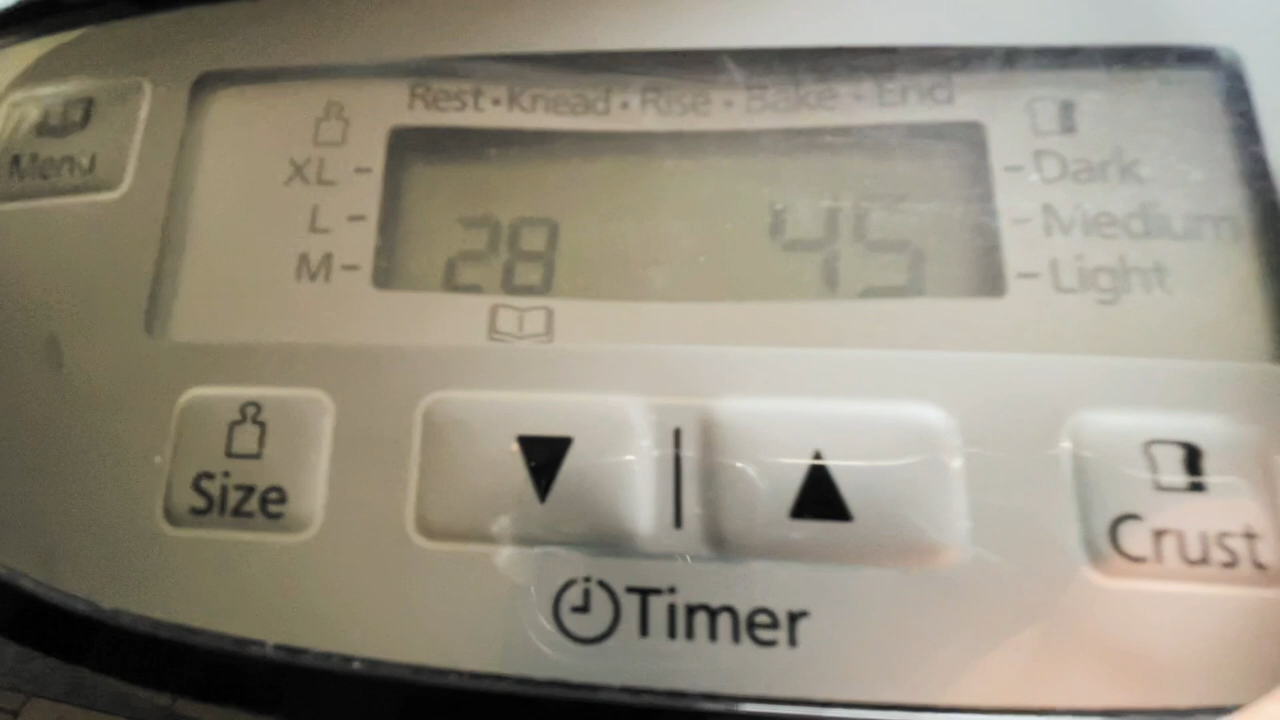 Menu
Rest • Knead • Rise • Bake • End
XL -
L -
M -
28 45
- Dark
- Medium
- Light
Size
Crust
Timer